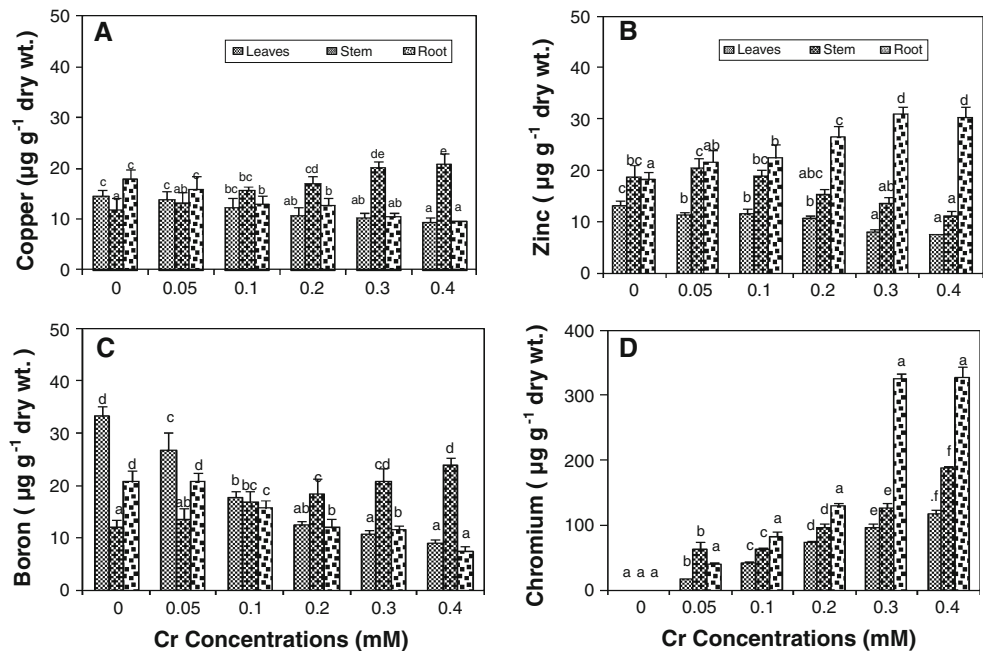 A
Leaves Stem Root
Copper (µg g-1 dry wt.)
50
40
30
20
10
0
c a c
c ab c
bc bc b
ab cd b
ab de ab
a e a
0 0.05 0.1 0.2 0.3 0.4
B
Leaves Stem Root
Zinc ( µg g-1 dry wt.)
50
40
30
20
10
0
c bc a
b c ab
b bc b
abc c
a ab d
a a d
0 0.05 0.1 0.2 0.3 0.4
C
Boron ( µg g-1 dry wt.)
50
40
30
20
10
0
d a d
c ab d
b bc c
ab c b
a cd b
a d a
0 0.05 0.1 0.2 0.3 0.4
Cr Concentrations (mM)
D
Chromium ( µg g-1 dry wt.)
400
300
200
100
0
a a a
b b a
c c a
d d a
e e a
.f f a
0 0.05 0.1 0.2 0.3 0.4
Cr Concentrations (mM)